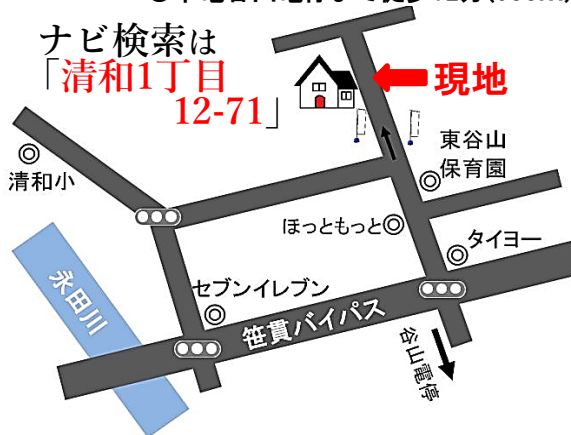 ナビ検索は
「清和1丁目
12-71」
現地
東谷山
保育園
清和小
ほっともっと
タイヨー
セブンイレブン
永田川
笹貫バイパス
谷山電停